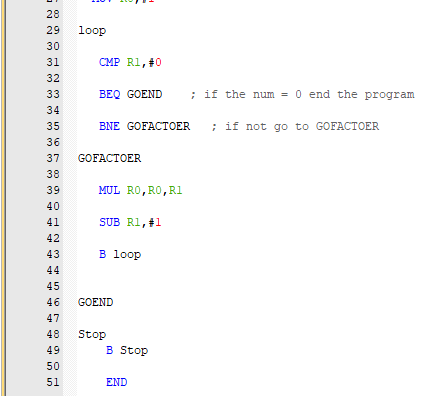 28
29 loop
30
31 CMP R1,#0
32
33 BEQ GOEND ; if the num = 0 end the program
34
35 BNE GOFACTOER ; if not go to GOFACTOER
36
37 GOFACTOER
38
39 MUL R0,R0,R1
40
41 SUB R1,#1
42
43 B loop
44
45
46 GOEND
47
48 Stop
49 B Stop
50
51 END